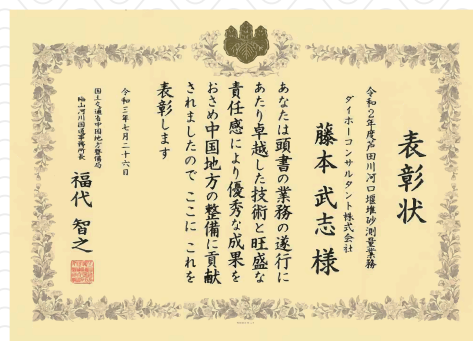 表彰状
令和2年度芦田川河口堰堆砂測量業務
ダイホーコンサルタント株式会社
藤本 武志 様
あなたは頭書の業務の遂行に
あたり卓越した技術と旺盛な
責任感により優秀な成果を
おさめ中国地方の整備に貢献
されましたので ここに これを
表彰します
令和三年七月二十六日
国土交通省中国地方整備局
福山河川国道事務所長
福代 智之